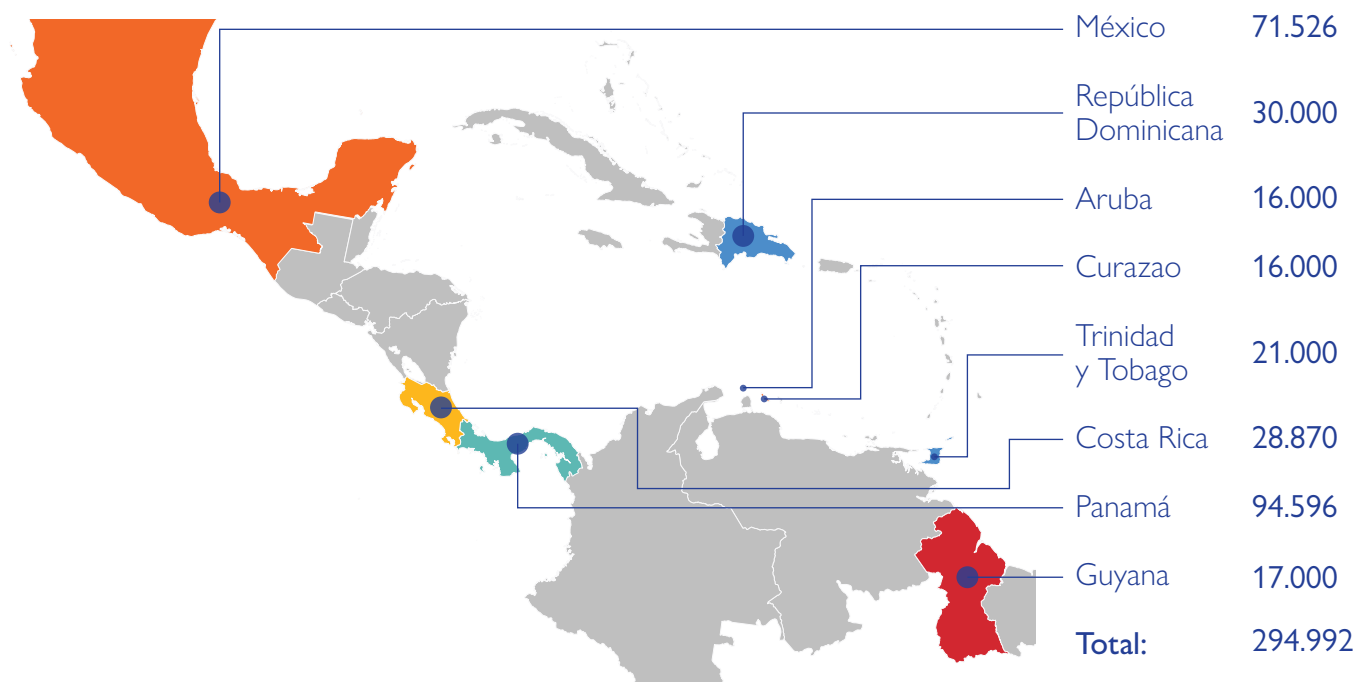 México 71.526
República
Dominicana 30.000
Aruba 16.000
Curazao 16.000
Trinidad
y Tobago 21.000
Costa Rica 28.870
Panamá 94.596
Guyana 17.000
Total: 294.992